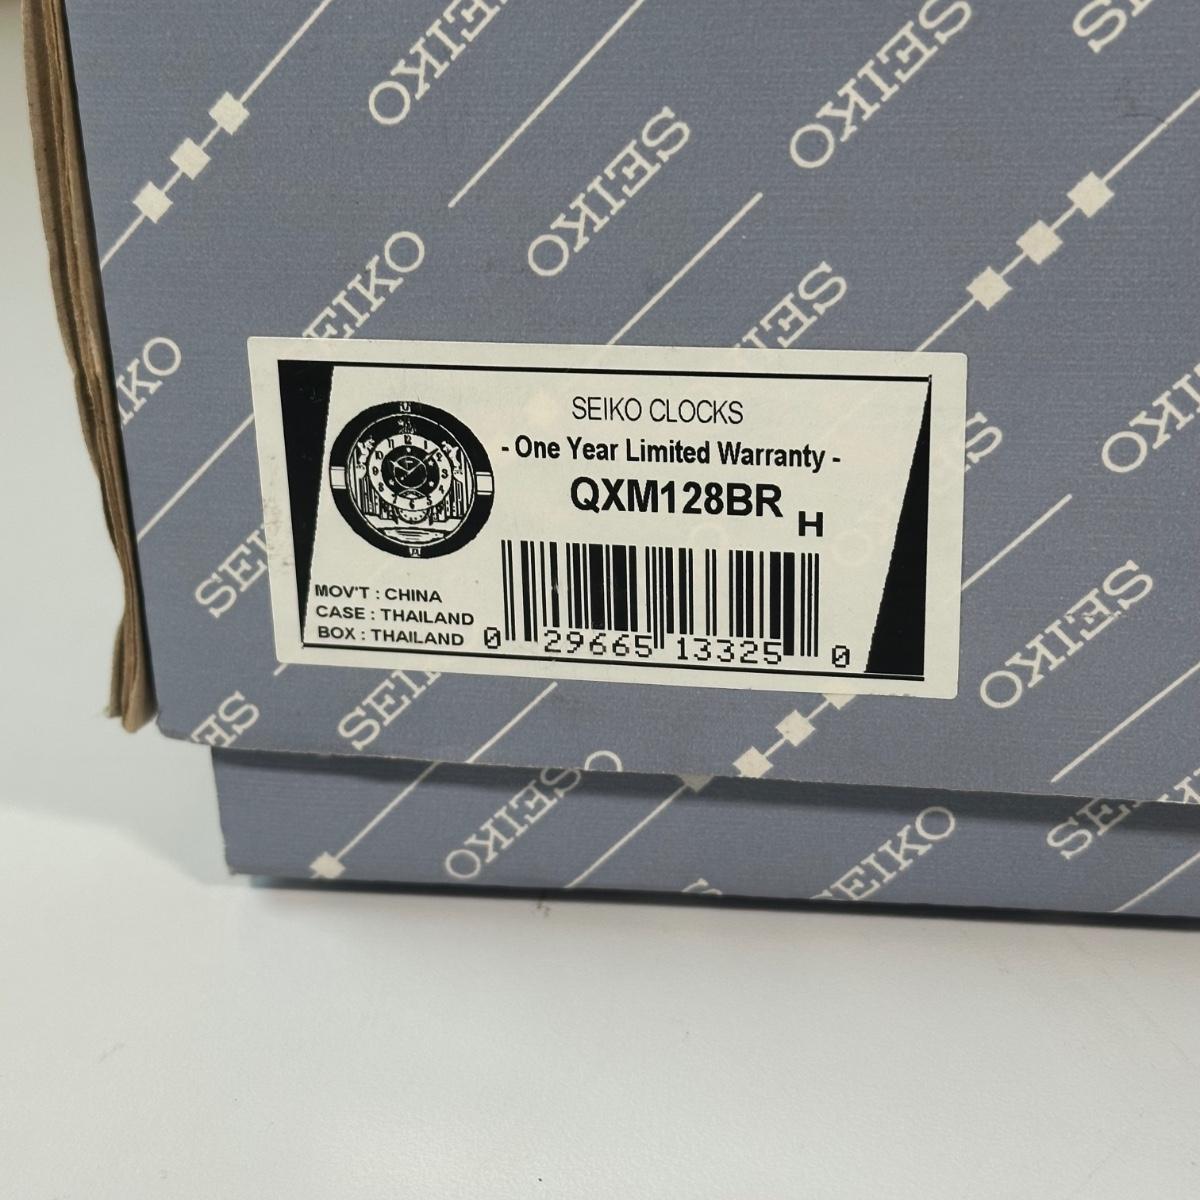 SEIKO
SEIKO
SEIKO
SEIKO
SEIKO
SEIKO
SEIKO CLOCKS
- One Year Limited Warranty -
QXM128BR H
MOV'T : CHINA
CASE : THAILAND
BOX : THAILAND
0 29665 13325 0
SEIKO
SEIKO
SEIKO